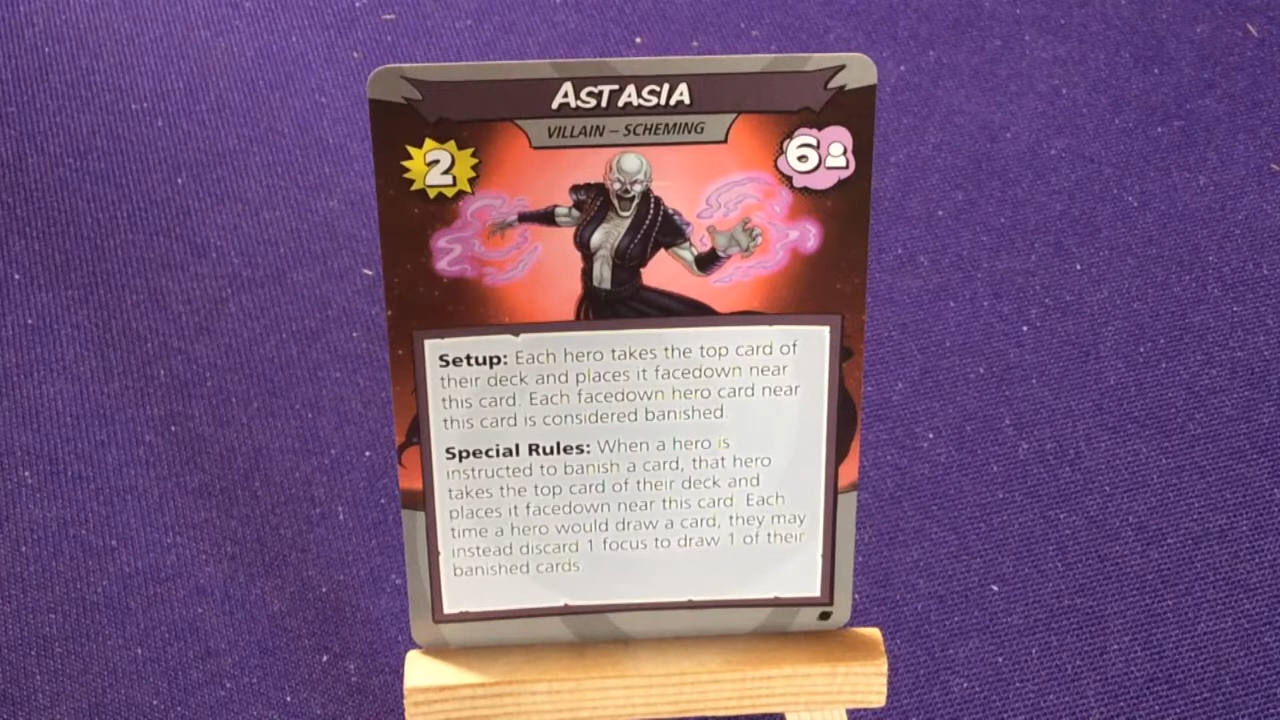 ASTASIA
VILLAIN – SCHEMING
2
6
Setup: Each hero takes the top card of
their deck and places it facedown near
this card. Each facedown hero card near
this card is considered banished.
Special Rules: When a hero is
instructed to banish a card, that hero
takes the top card of their deck and
places it facedown near this card. Each
time a hero would draw a card, they may
instead discard 1 focus to draw 1 of their
banished cards.